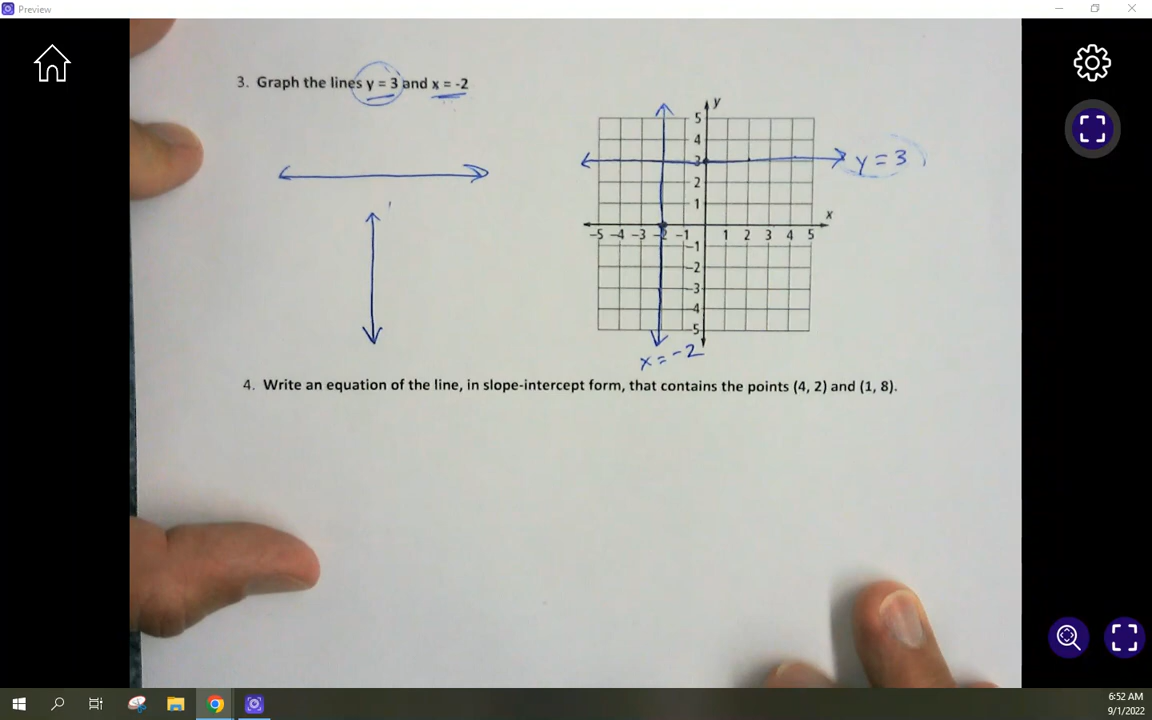 Preview
3. Graph the lines y = 3 and x = -2
y
5
4
3
2
1
x
-5 -4 -3 -2 -1 1 2 3 4 5
-1
-2
-3
-4
-5
y = 3
x = -2
4. Write an equation of the line, in slope-intercept form, that contains the points (4, 2) and (1, 8).
6:52 AM
9/1/2022